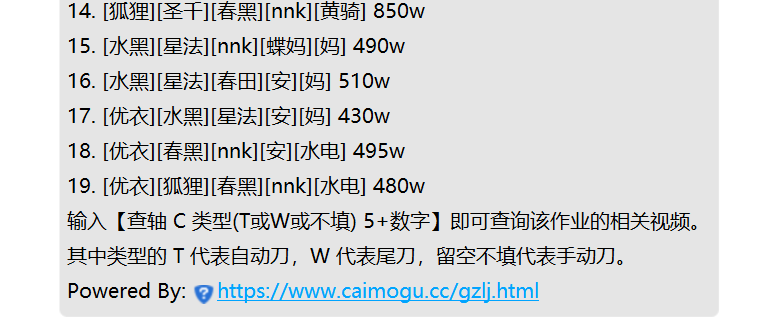 14. [狐狸][圣千][春黑][nnk][黄骑] 850w
15. [水黑][星法][nnk][蝶妈][妈] 490w
16. [水黑][星法][春田][安][妈] 510w
17. [优衣][水黑][星法][安][妈] 430w
18. [优衣][春黑][nnk][安][水电] 495w
19. [优衣][狐狸][春黑][nnk][水电] 480w
输入【查轴 C 类型(T或W或不填) 5+数字】即可查询该作业的相关视频。
其中类型的 T 代表自动刀，W 代表尾刀，留空不填代表手动刀。
Powered By: https://www.caimogu.cc/gzlj.html